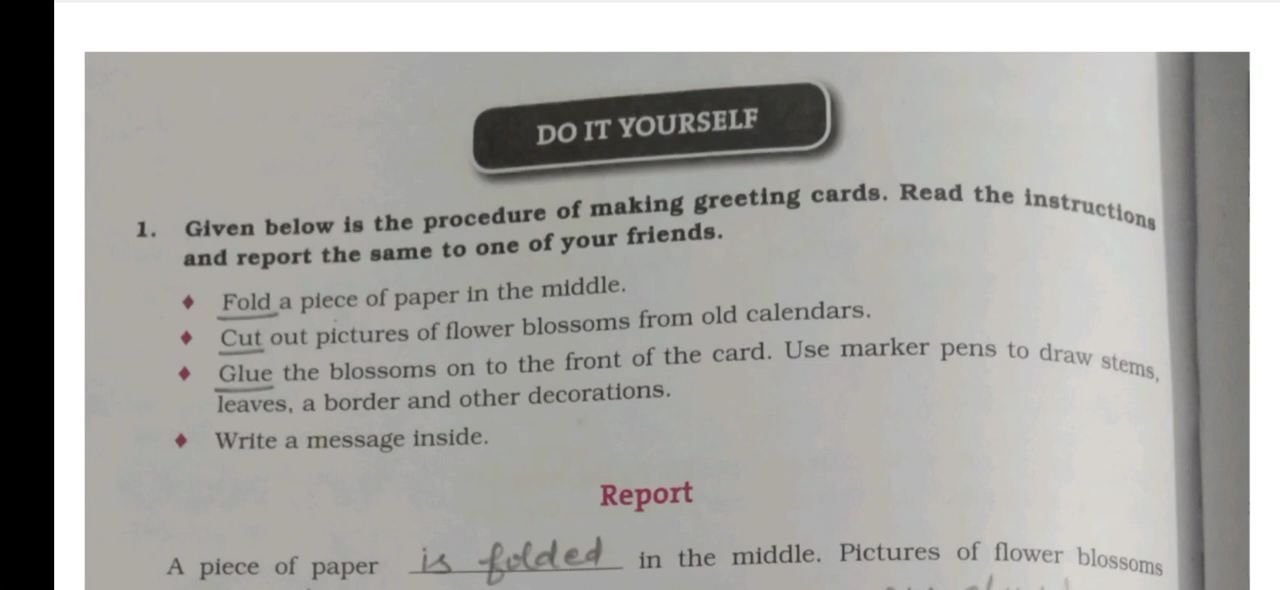 DO IT YOURSELF
1. Given below is the procedure of making greeting cards. Read the instructions
and report the same to one of your friends.
♦ Fold a piece of paper in the middle.
♦ Cut out pictures of flower blossoms from old calendars.
♦ Glue the blossoms on to the front of the card. Use marker pens to draw stems,
leaves, a border and other decorations.
♦ Write a message inside.
Report
A piece of paper is folded in the middle. Pictures of flower blossoms